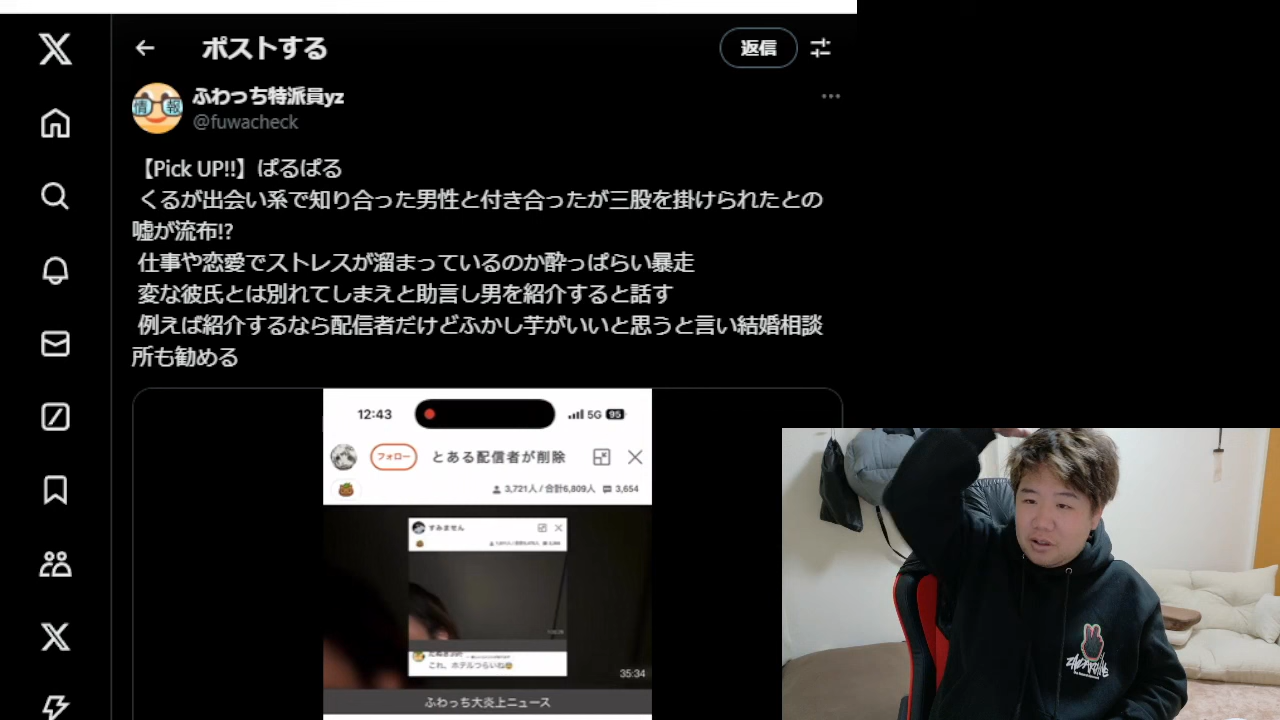 ポストする
返信
ふわっち特派員yz
@fuwacheck
情 報
【Pick UP!!】ぱるぱる
くるが出会い系で知り合った男性と付き合ったが三股を掛けられたとの
嘘が流布!?
仕事や恋愛でストレスが溜まっているのか酔っぱらい暴走
変な彼氏とは別れてしまえと助言し男を紹介すると話す
例えば紹介するなら配信者だけどふかし芋がいいと思うと言い結婚相談
所も勧める
12:43
5G 95
フォロー
とある配信者が削除
3,721人 / 合計6,809人 3,654
すみません
これ、ホテルつらいね
35:34
ふわっち大炎上ニュース